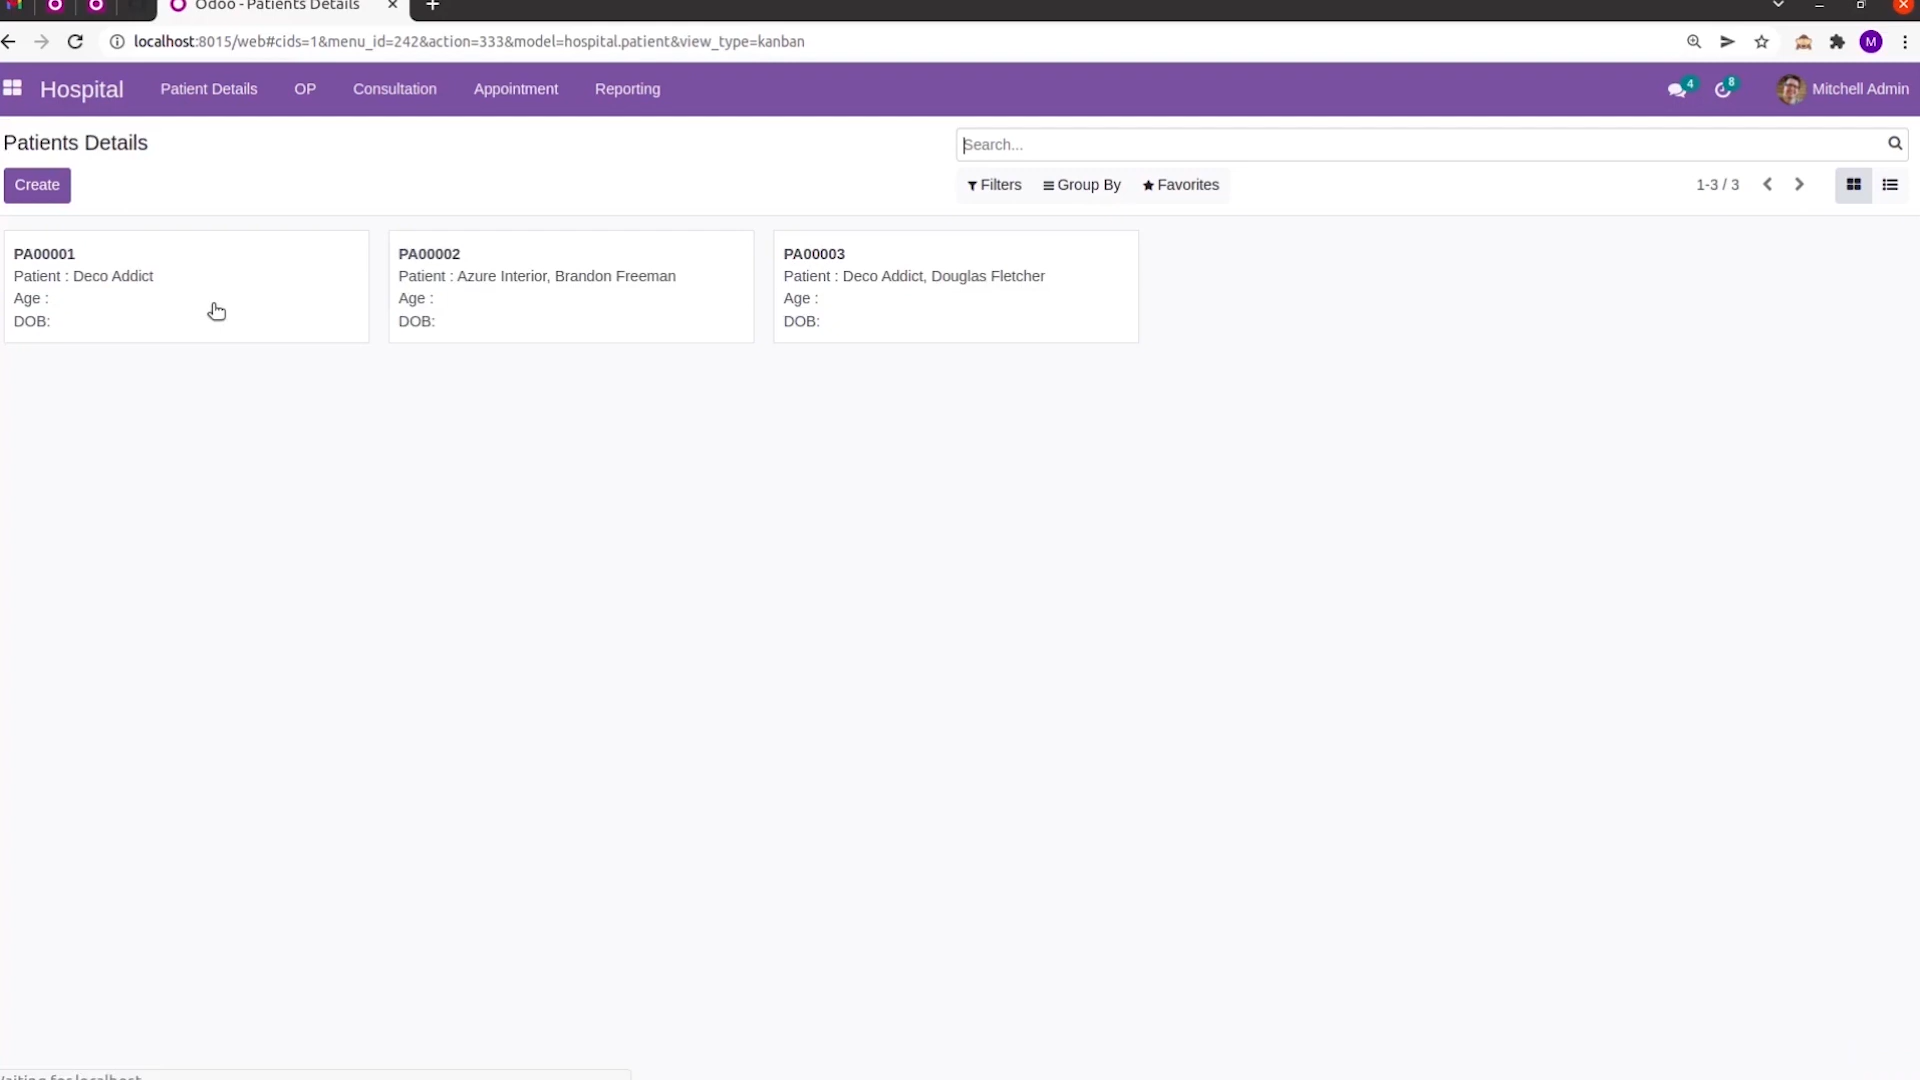 Odoo - Patients Details
localhost:8015/web#cids=1&menu_id=242&action=333&model=hospital.patient&view_type=kanban
M
Hospital Patient Details OP Consultation Appointment Reporting 4 8 Mitchell Admin
Patients Details
Search...
Create
Filters Group By Favorites 1-3 / 3
PA00001
Patient : Deco Addict
Age :
DOB:
PA00002
Patient : Azure Interior, Brandon Freeman
Age :
DOB:
PA00003
Patient : Deco Addict, Douglas Fletcher
Age :
DOB: